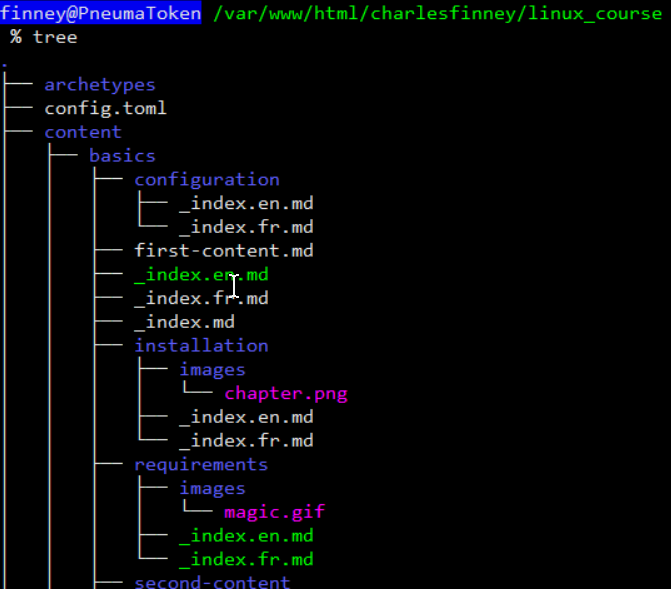 finney@PneumaToken /var/www/html/charlesfinney/linux_course
% tree
.
├── archetypes
├── config.toml
├── content
│   ├── basics
│   │   ├── configuration
│   │   │   ├── _index.en.md
│   │   │   └── _index.fr.md
│   │   ├── first-content.md
│   │   ├── _index.en.md
│   │   ├── _index.fr.md
│   │   ├── _index.md
│   │   ├── installation
│   │   │   ├── images
│   │   │   │   └── chapter.png
│   │   │   ├── _index.en.md
│   │   │   └── _index.fr.md
│   │   ├── requirements
│   │   │   ├── images
│   │   │   │   └── magic.gif
│   │   │   ├── _index.en.md
│   │   │   └── _index.fr.md
│   │   ├── second-content